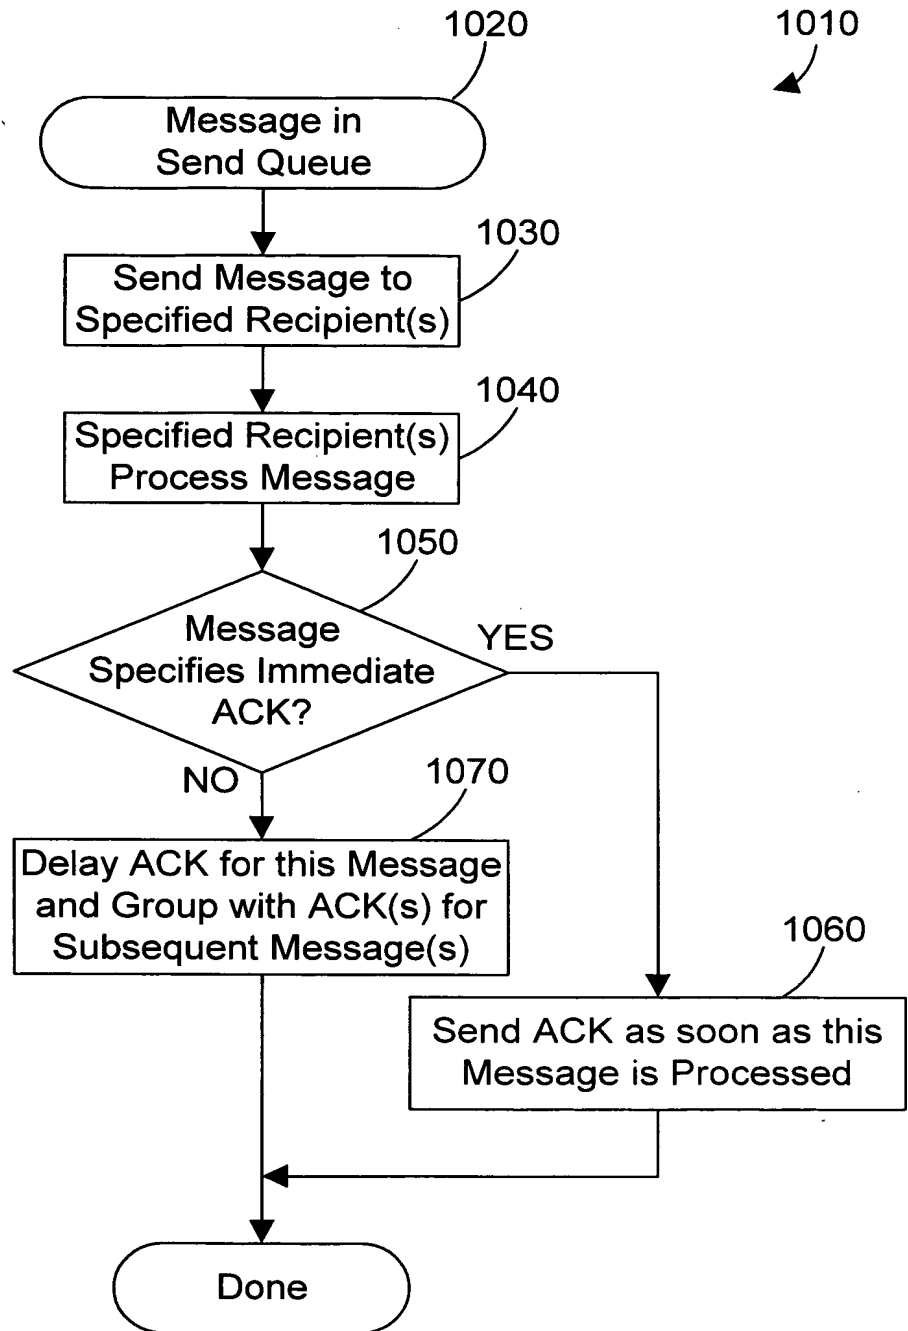 1020
1010
Message in
Send Queue
1030
Send Message to
Specified Recipient(s)
1040
Specified Recipient(s)
Process Message
1050
Message
Specifies Immediate
ACK?
YES
NO
1070
Delay ACK for this Message
and Group with ACK(s) for
Subsequent Message(s)
1060
Send ACK as soon as this
Message is Processed
Done